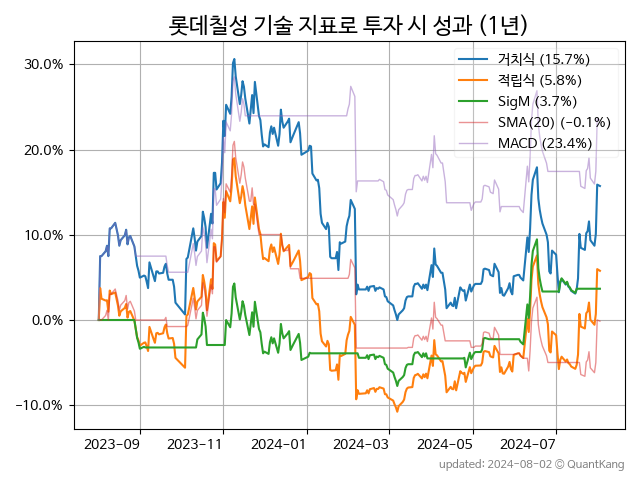 롯데칠성 기술 지표로 투자 시 성과 (1년)
거치식 (15.7%)
적립식 (5.8%)
SigM (3.7%)
SMA(20) (−0.1%)
MACD (23.4%)
30.0%
20.0%
10.0%
0.0%
−10.0%
2023-09 2023-11 2024-01 2024-03 2024-05 2024-07
updated: 2024-08-02 © QuantKang